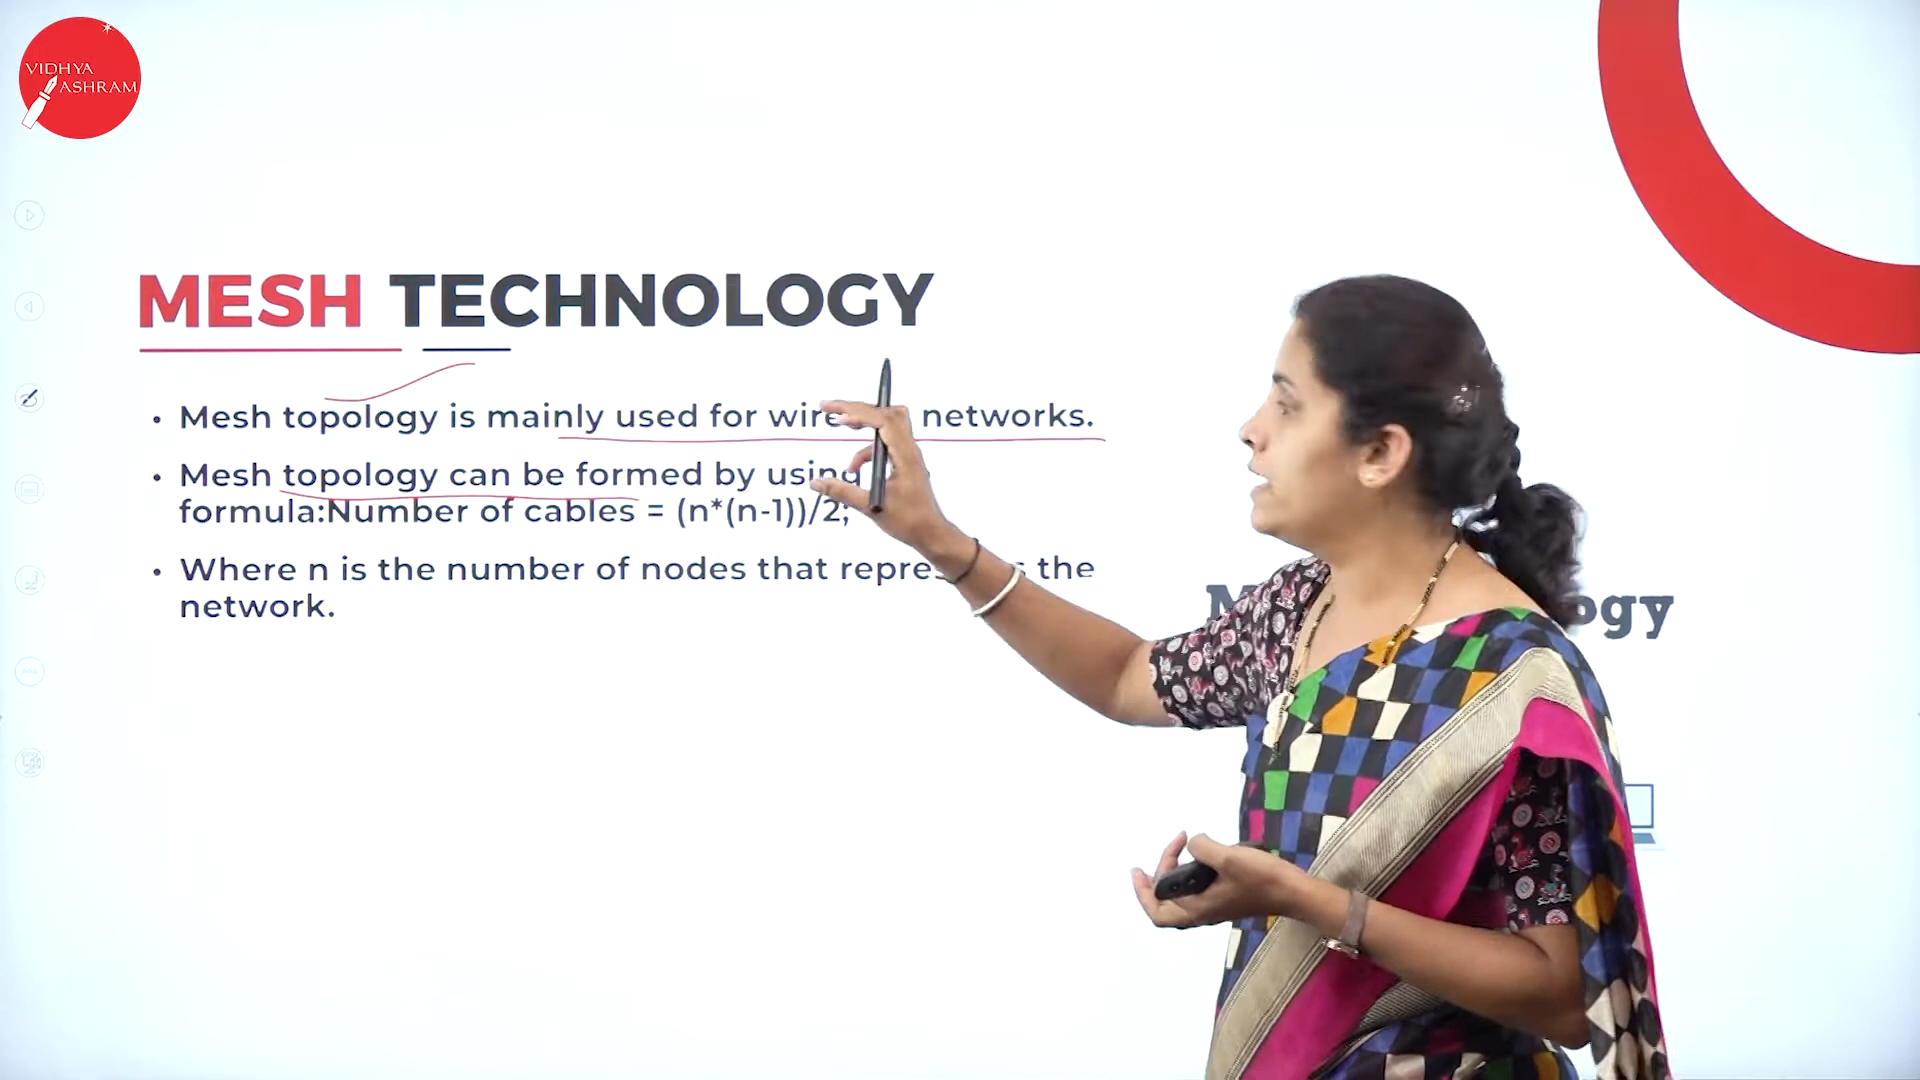 VIDHYA
ASHRAM
MESH TECHNOLOGY
• Mesh topology is mainly used for networks.
• Mesh topology can be formed by using
formula:Number of cables = (n*(n-1))/2;
• Where n is the number of nodes that the
network.